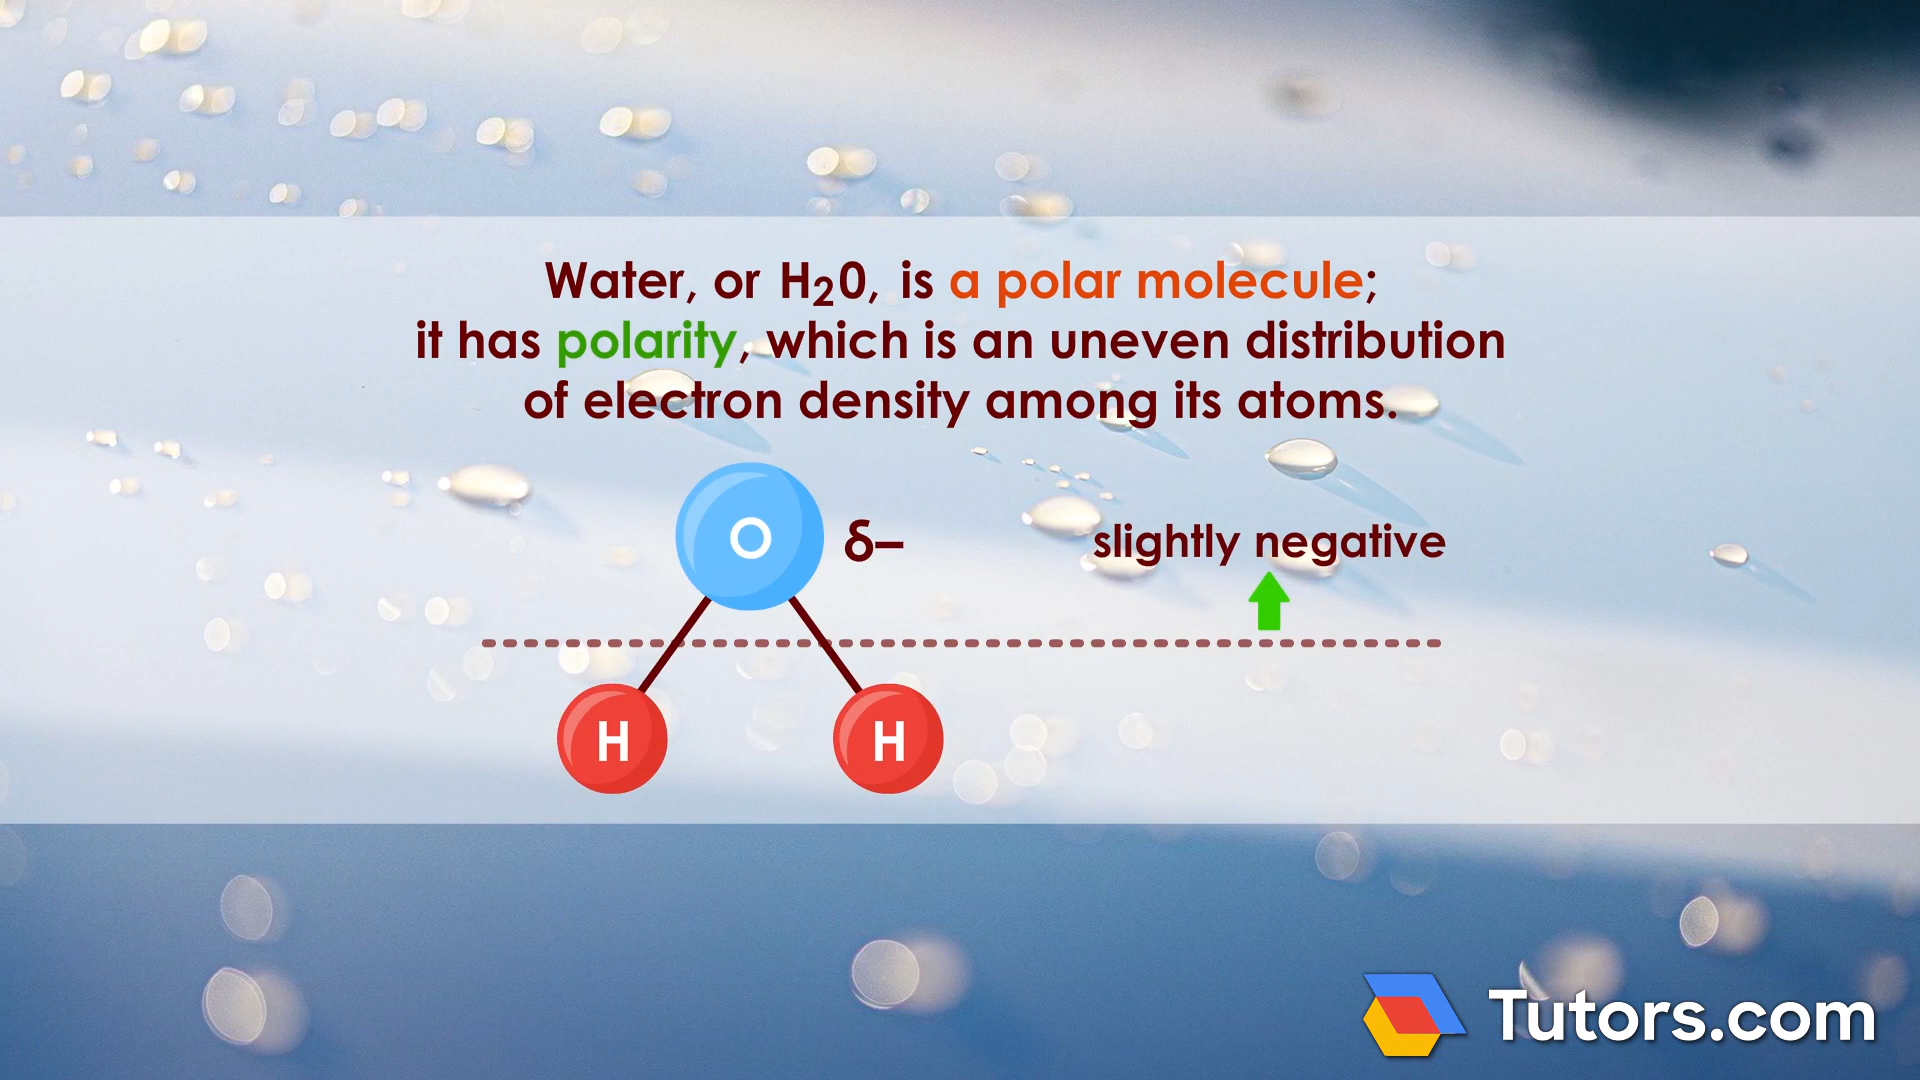 Water, or H₂0, is a polar molecule;
it has polarity, which is an uneven distribution
of electron density among its atoms.
O δ– slightly negative
H H
Tutors.com